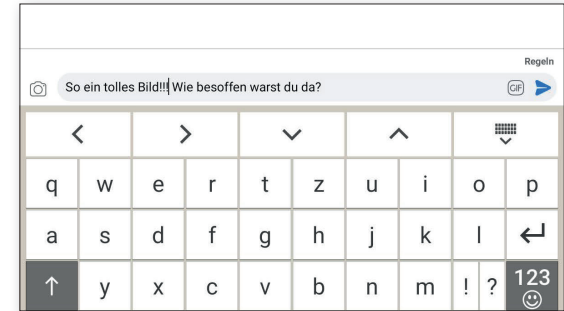 Regeln
So ein tolles Bild!!! Wie besoffen warst du da?
GIF
q w e r t z u i o p
a s d f g h j k l
y x c v b n m ! ? 123